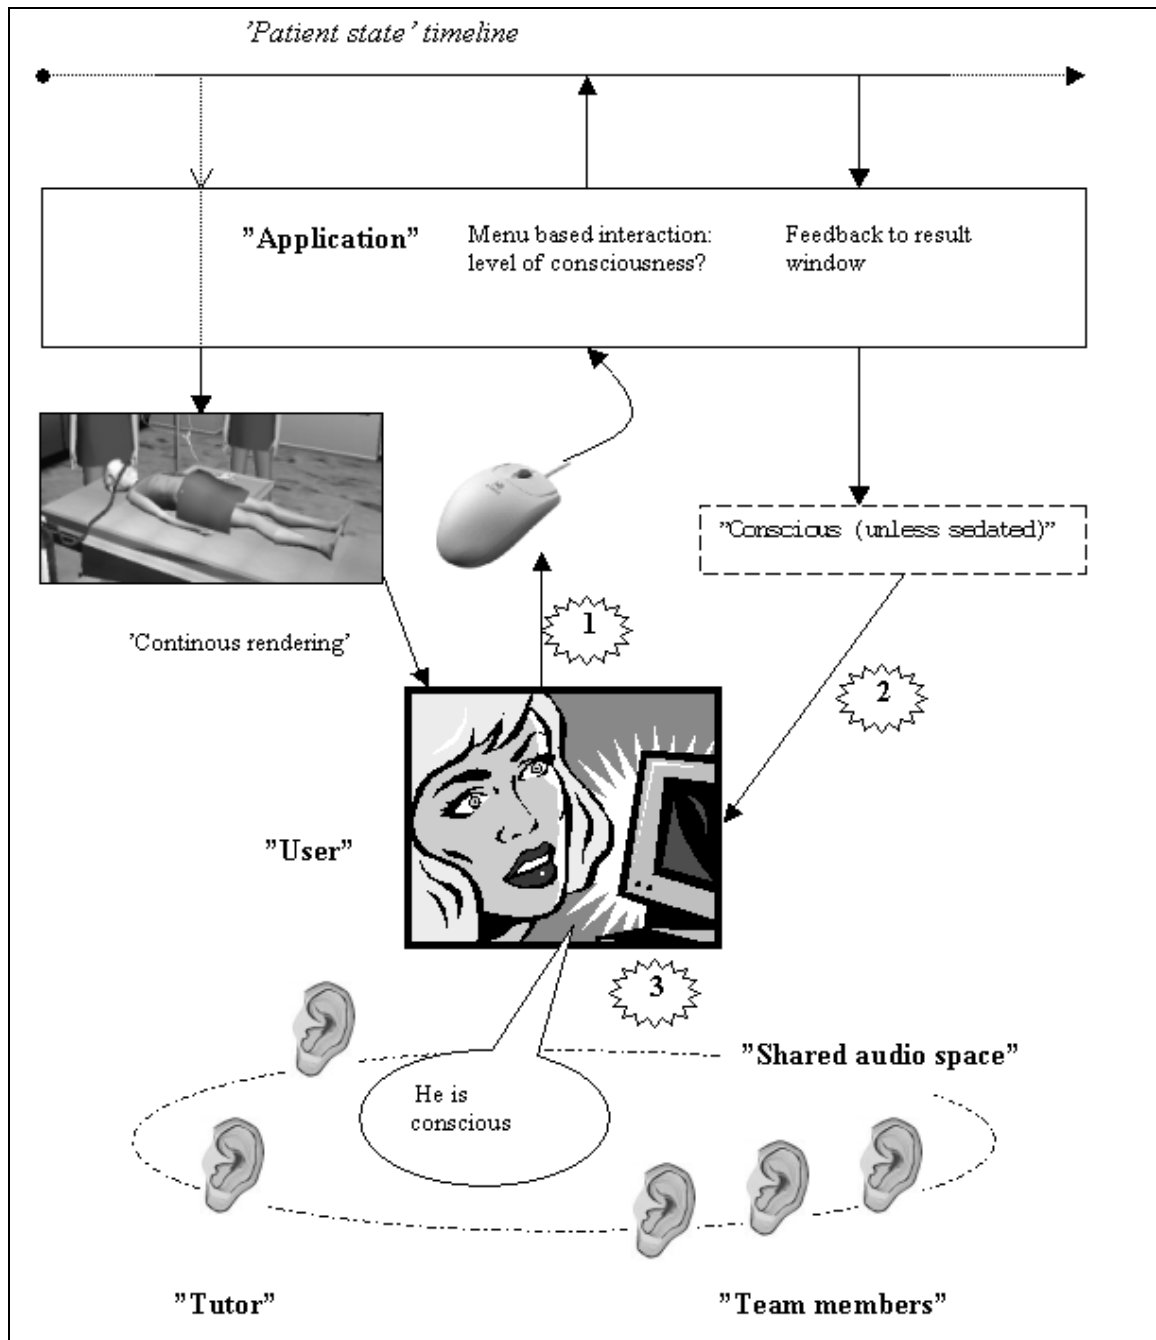 ’Patient state’ timeline
”Application”
Menu based interaction:
level of consciousness?
Feedback to result
window
”Conscious (unless sedated)”
’Continous rendering’
1
2
”User”
3
”Shared audio space”
He is
conscious
”Tutor”
”Team members”